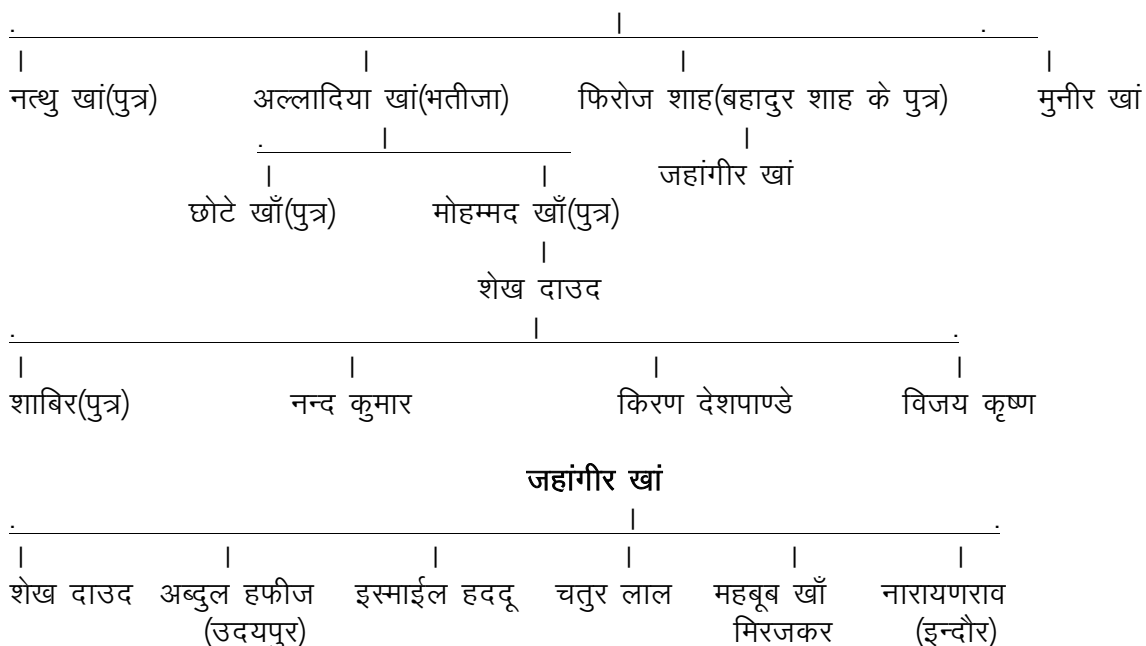 नत्थु खां(पुत्र) अल्लादिया खां(भतीजा) फिरोज शाह(बहादुर शाह के पुत्र) मुनीर खां
जहांगीर खां
छोटे खाँ(पुत्र) मोहम्मद खाँ(पुत्र)
शेख दाउद
शाबिर(पुत्र) नन्द कुमार किरण देशपाण्डे विजय कृष्ण
जहांगीर खां
शेख दाउद अब्दुल हफीज इस्माईल हददू चतुर लाल महबूब खाँ नारायणराव
(उदयपुर) मिरजकर (इन्दौर)